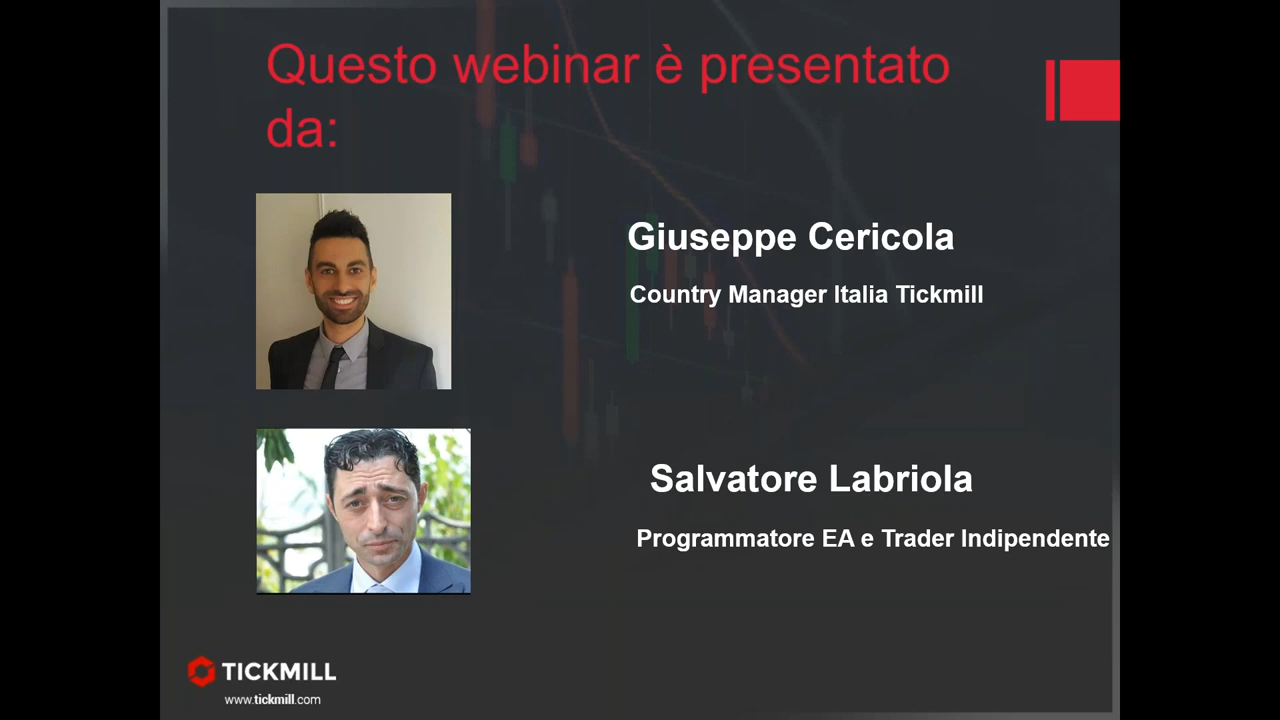 Questo webinar è presentato
da:
Giuseppe Cericola
Country Manager Italia Tickmill
Salvatore Labriola
Programmatore EA e Trader Indipendente
TICKMILL
www.tickmill.com